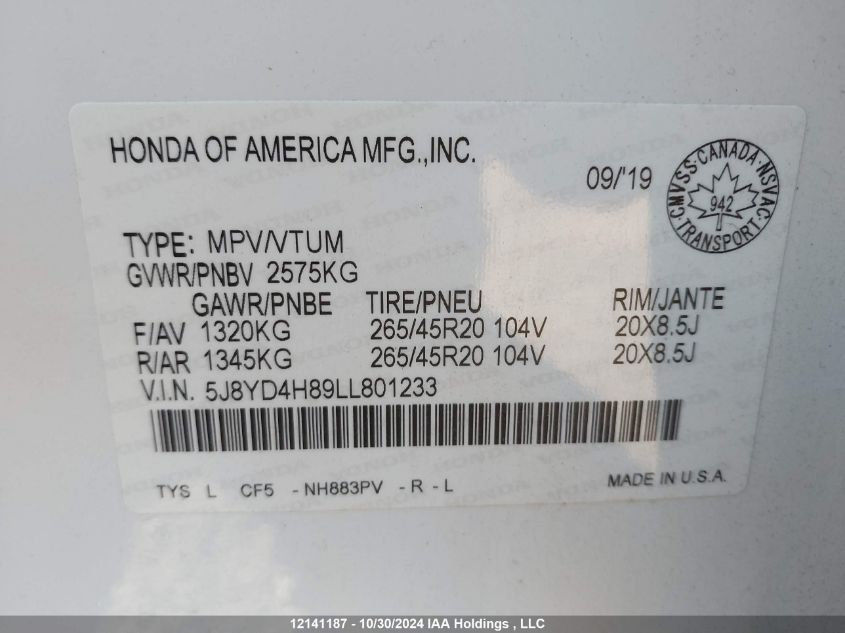 HONDA OF AMERICA MFG.,INC.
09/'19
CMVSS·CANADA·NSVAC·TRANSPORT·
942
TYPE: MPV/VTUM
GVWR/PNBV 2575KG
GAWR/PNBE TIRE/PNEU RIM/JANTE
F/AV 1320KG 265/45R20 104V 20X8.5J
R/AR 1345KG 265/45R20 104V 20X8.5J
V.I.N. 5J8YD4H89LL801233
TYS L CF5 -NH883PV -R -L MADE IN U.S.A.
12141187 - 10/30/2024 IAA Holdings , LLC